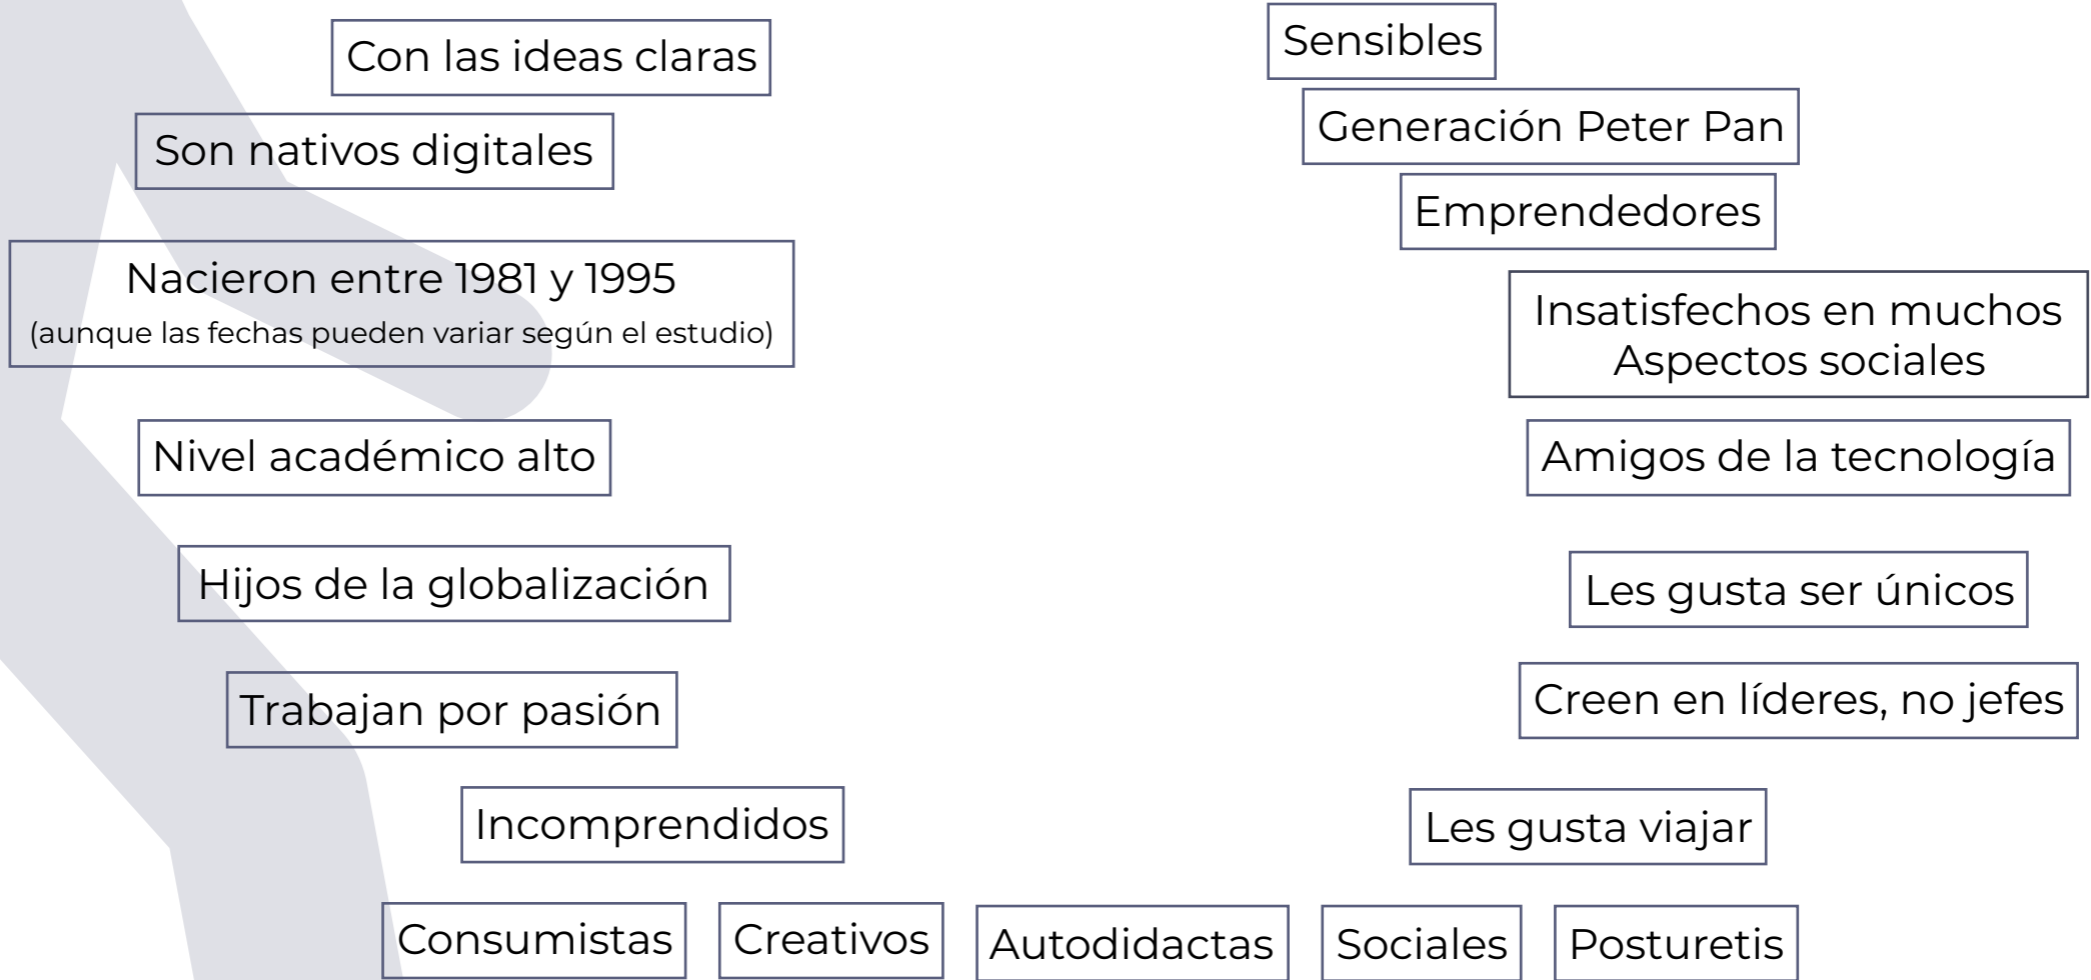 Con las ideas claras
Son nativos digitales
Nacieron entre 1981 y 1995
(aunque las fechas pueden variar según el estudio)
Nivel académico alto
Hijos de la globalización
Trabajan por pasión
Incomprendidos
Sensibles
Generación Peter Pan
Emprendedores
Insatisfechos en muchos
Aspectos sociales
Amigos de la tecnología
Les gusta ser únicos
Creen en líderes, no jefes
Les gusta viajar
Consumistas
Creativos
Autodidactas
Sociales
Posturetis